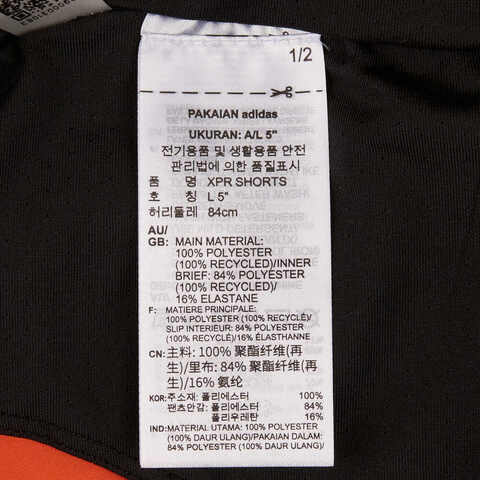 1/2
PAKAIAN adidas
UKURAN: A/L 5"
전기용품 및 생활용품 안전
관리법에 의한 품질표시
품 명 XPR SHORTS
호 칭 L 5"
허리둘레 84cm
AU/
GB: MAIN MATERIAL:
100% POLYESTER
(100% RECYCLED)/INNER
BRIEF: 84% POLYESTER
(100% RECYCLED)/
16% ELASTANE
F: MATIERE PRINCIPALE:
100% POLYESTER (100% RECYCLE)/
SLIP INTERIEUR: 84% POLYESTER
(100% RECYCLE)/16% ÉLASTHANNE
CN: 主料: 100% 聚酯纤维(再
生)/里布: 84% 聚酯纤维(再
生)/16% 氨纶
KOR: 주소재: 폴리에스터 100%
팬츠안감: 폴리에스터 84%
폴리우레탄 16%
IND: MATERIAL UTAMA: 100% POLYESTER
(100% DAUR ULANG)/PAKAIAN DALAM:
84% POLYESTER (100% DAUR ULANG)/